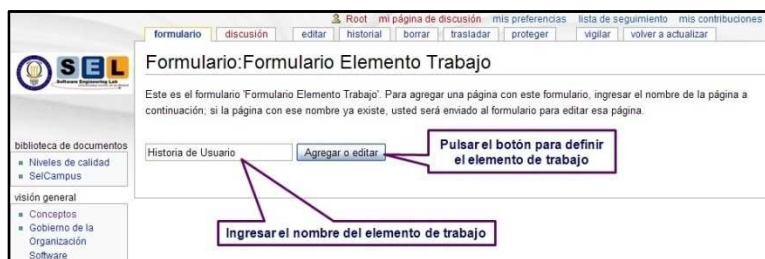 Root mi página de discusión mis preferencias lista de seguimiento mis contribuciones
formulario discusión editar historial borrar trasladar proteger vigilar volver a actualizar
SEL
Software Engineering Lab
Formulario:Formulario Elemento Trabajo
Este es el formulario 'Formulario Elemento Trabajo'. Para agregar una página con este formulario, ingresar el nombre de la página a
continuación; si la página con ese nombre ya existe, usted será enviado al formulario para editar esa página.
biblioteca de documentos
Niveles de calidad
SelCampus
Historia de Usuario Agregar o editar
Pulsar el botón para definir
el elemento de trabajo
visión general
Conceptos
Gobierno de la
Organización
Software
Ingresar el nombre del elemento de trabajo